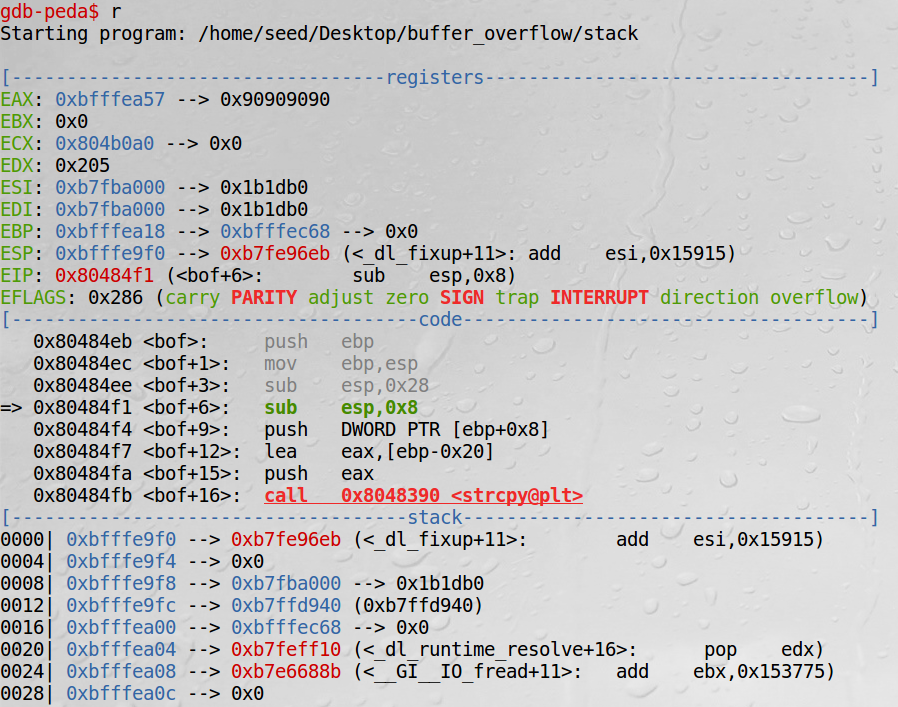 gdb-peda$ r
Starting program: /home/seed/Desktop/buffer_overflow/stack
[----------------------------------registers-----------------------------------]
EAX: 0xbfffea57 --> 0x90909090
EBX: 0x0
ECX: 0x804b0a0 --> 0x0
EDX: 0x205
ESI: 0xb7fba000 --> 0x1b1db0
EDI: 0xb7fba000 --> 0x1b1db0
EBP: 0xbfffea18 --> 0xbfffec68 --> 0x0
ESP: 0xbfffe9f0 --> 0xb7fe96eb (<_dl_fixup+11>: add    esi,0x15915)
EIP: 0x80484f1 (<bof+6>:        sub    esp,0x8)
EFLAGS: 0x286 (carry PARITY adjust zero SIGN trap INTERRUPT direction overflow)
[-------------------------------------code-------------------------------------]
   0x80484eb <bof>:     push   ebp
   0x80484ec <bof+1>:   mov    ebp,esp
   0x80484ee <bof+3>:   sub    esp,0x28
=> 0x80484f1 <bof+6>:   sub    esp,0x8
   0x80484f4 <bof+9>:   push   DWORD PTR [ebp+0x8]
   0x80484f7 <bof+12>:  lea    eax,[ebp-0x20]
   0x80484fa <bof+15>:  push   eax
   0x80484fb <bof+16>:  call   0x8048390 <strcpy@plt>
[------------------------------------stack-------------------------------------]
0000| 0xbfffe9f0 --> 0xb7fe96eb (<_dl_fixup+11>:        add    esi,0x15915)
0004| 0xbfffe9f4 --> 0x0
0008| 0xbfffe9f8 --> 0xb7fba000 --> 0x1b1db0
0012| 0xbfffe9fc --> 0xb7ffd940 (0xb7ffd940)
0016| 0xbfffea00 --> 0xbfffec68 --> 0x0
0020| 0xbfffea04 --> 0xb7feff10 (<_dl_runtime_resolve+16>:      pop    edx)
0024| 0xbfffea08 --> 0xb7e6688b (<__GI__IO_fread+11>:   add    ebx,0x153775)
0028| 0xbfffea0c --> 0x0